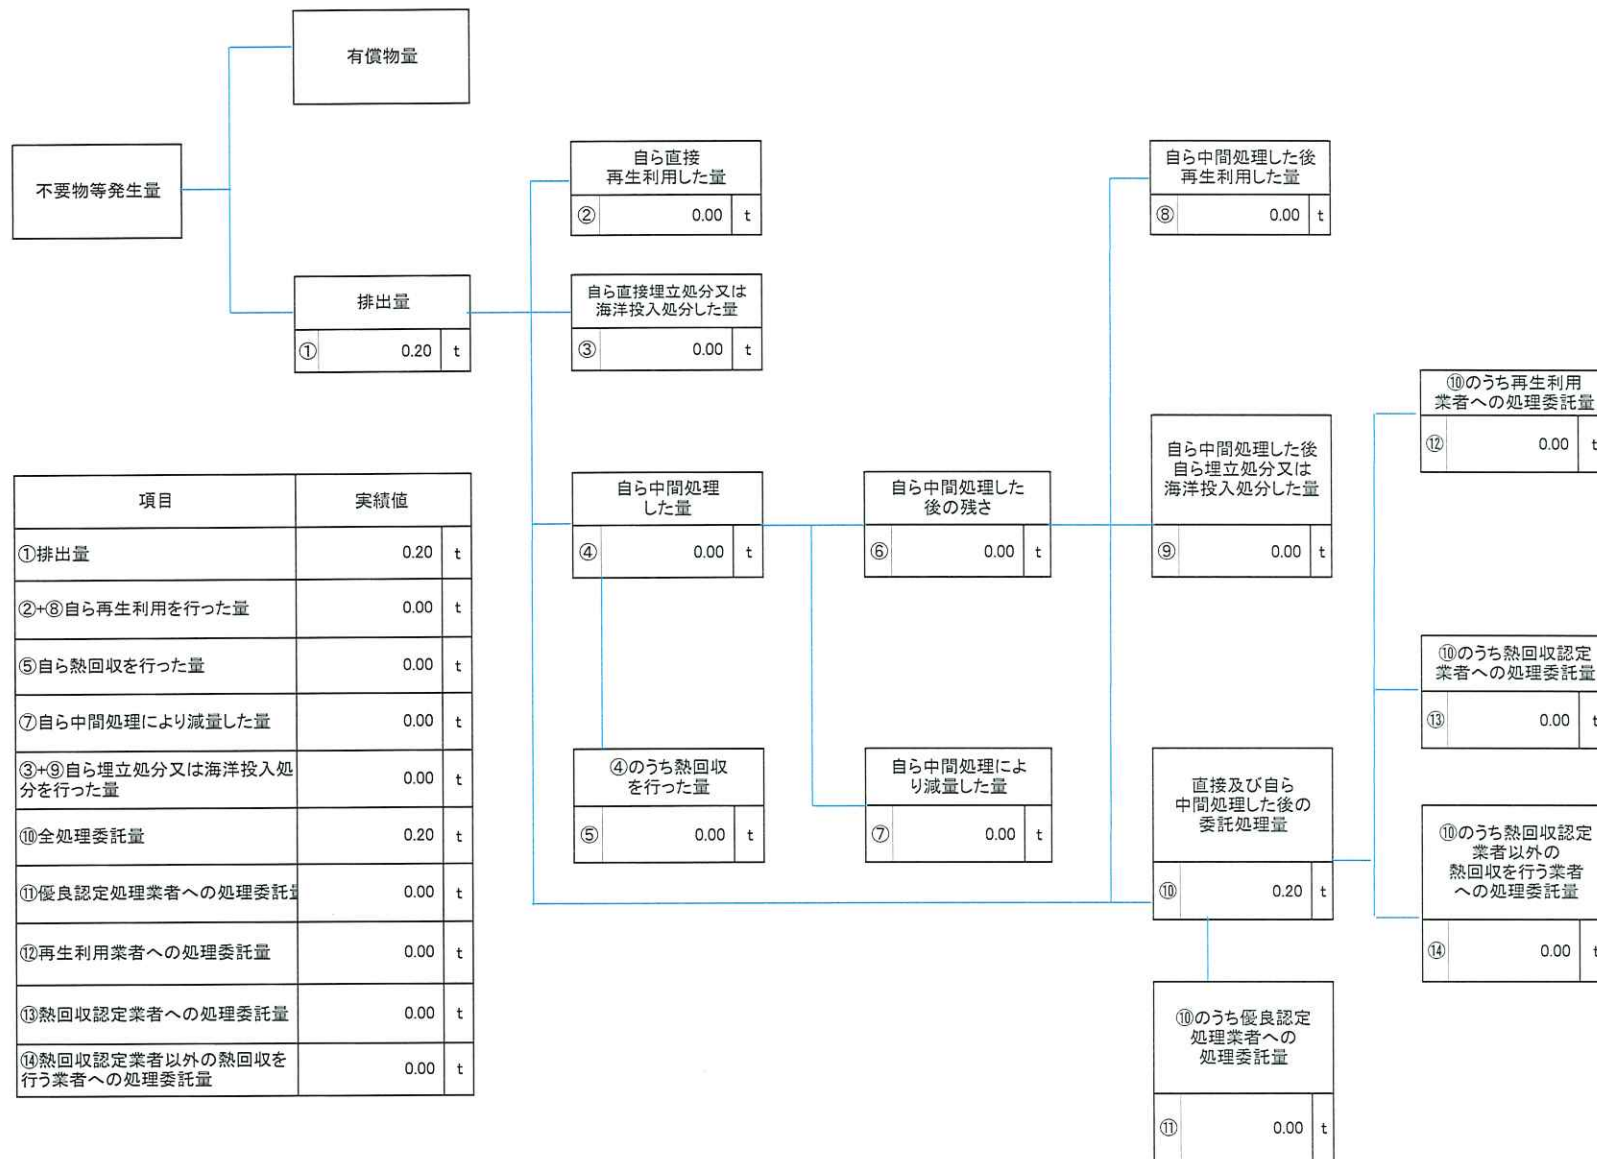 有償物量
不要物等発生量
排出量
① 0.20 t
自ら直接
再生利用した量
② 0.00 t
自ら直接埋立処分又は
海洋投入処分した量
③ 0.00 t
自ら中間処理
した量
④ 0.00 t
④のうち熱回収
を行った量
⑤ 0.00 t
自ら中間処理した
後の残さ
⑥ 0.00 t
自ら中間処理によ
り減量した量
⑦ 0.00 t
自ら中間処理した後
再生利用した量
⑧ 0.00 t
自ら中間処理した後
自ら埋立処分又は
海洋投入処分した量
⑨ 0.00 t
直接及び自ら
中間処理した後の
委託処理量
⑩ 0.20 t
⑩のうち優良認定
処理業者への
処理委託量
⑪ 0.00 t
⑩のうち再生利用
業者への処理委託量
⑫ 0.00 t
⑩のうち熱回収認定
業者への処理委託量
⑬ 0.00 t
⑩のうち熱回収認定
業者以外の
熱回収を行う業者
への処理委託量
⑭ 0.00 t
項目 実績値
①排出量 0.20 t
②+⑧自ら再生利用を行った量 0.00 t
⑤自ら熱回収を行った量 0.00 t
⑦自ら中間処理により減量した量 0.00 t
③+⑨自ら埋立処分又は海洋投入処
分を行った量 0.00 t
⑩全処理委託量 0.20 t
⑪優良認定処理業者への処理委託量 0.00 t
⑫再生利用業者への処理委託量 0.00 t
⑬熱回収認定業者への処理委託量 0.00 t
⑭熱回収認定業者以外の熱回収を
行う業者への処理委託量 0.00 t